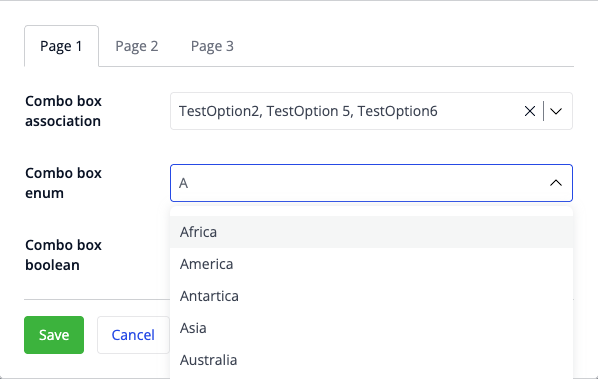 Page 1 Page 2 Page 3
Combo box
association
TestOption2, TestOption 5, TestOption6
Combo box
enum
A
Africa
America
Antartica
Asia
Australia
Combo box
boolean
Save Cancel